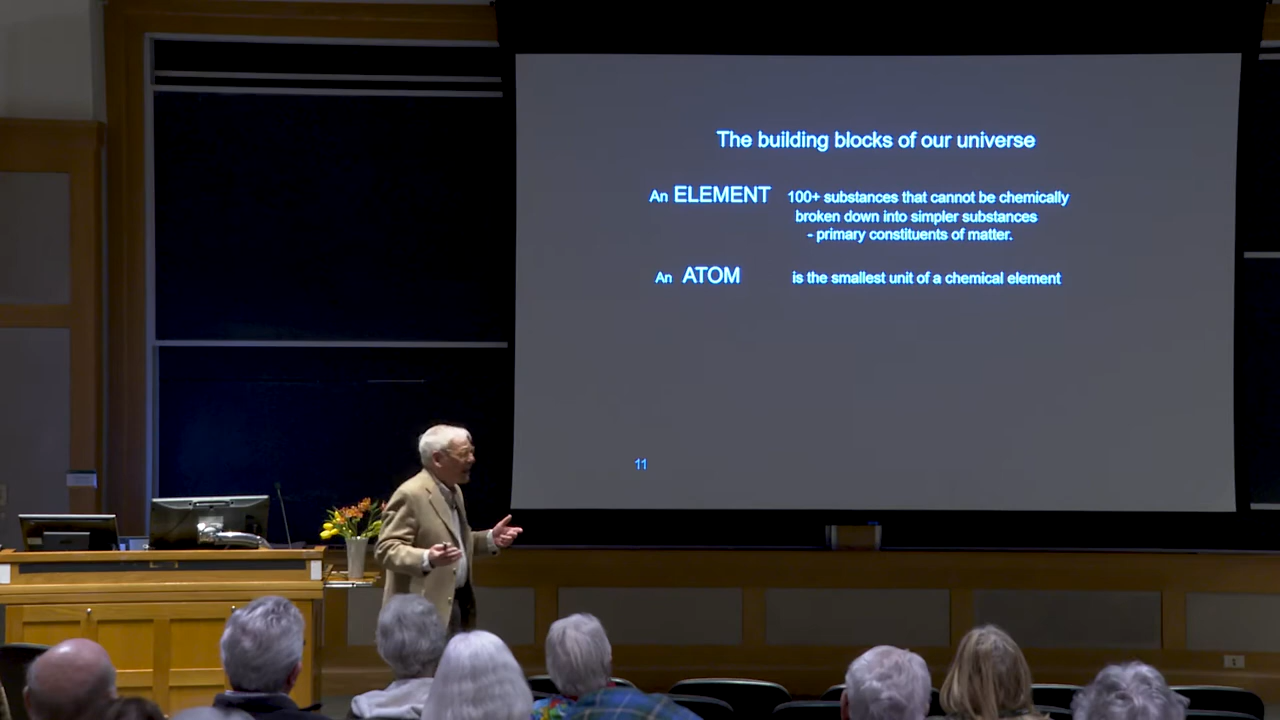 The building blocks of our universe
An ELEMENT 100+ substances that cannot be chemically
broken down into simpler substances
- primary constituents of matter.
An ATOM is the smallest unit of a chemical element
11